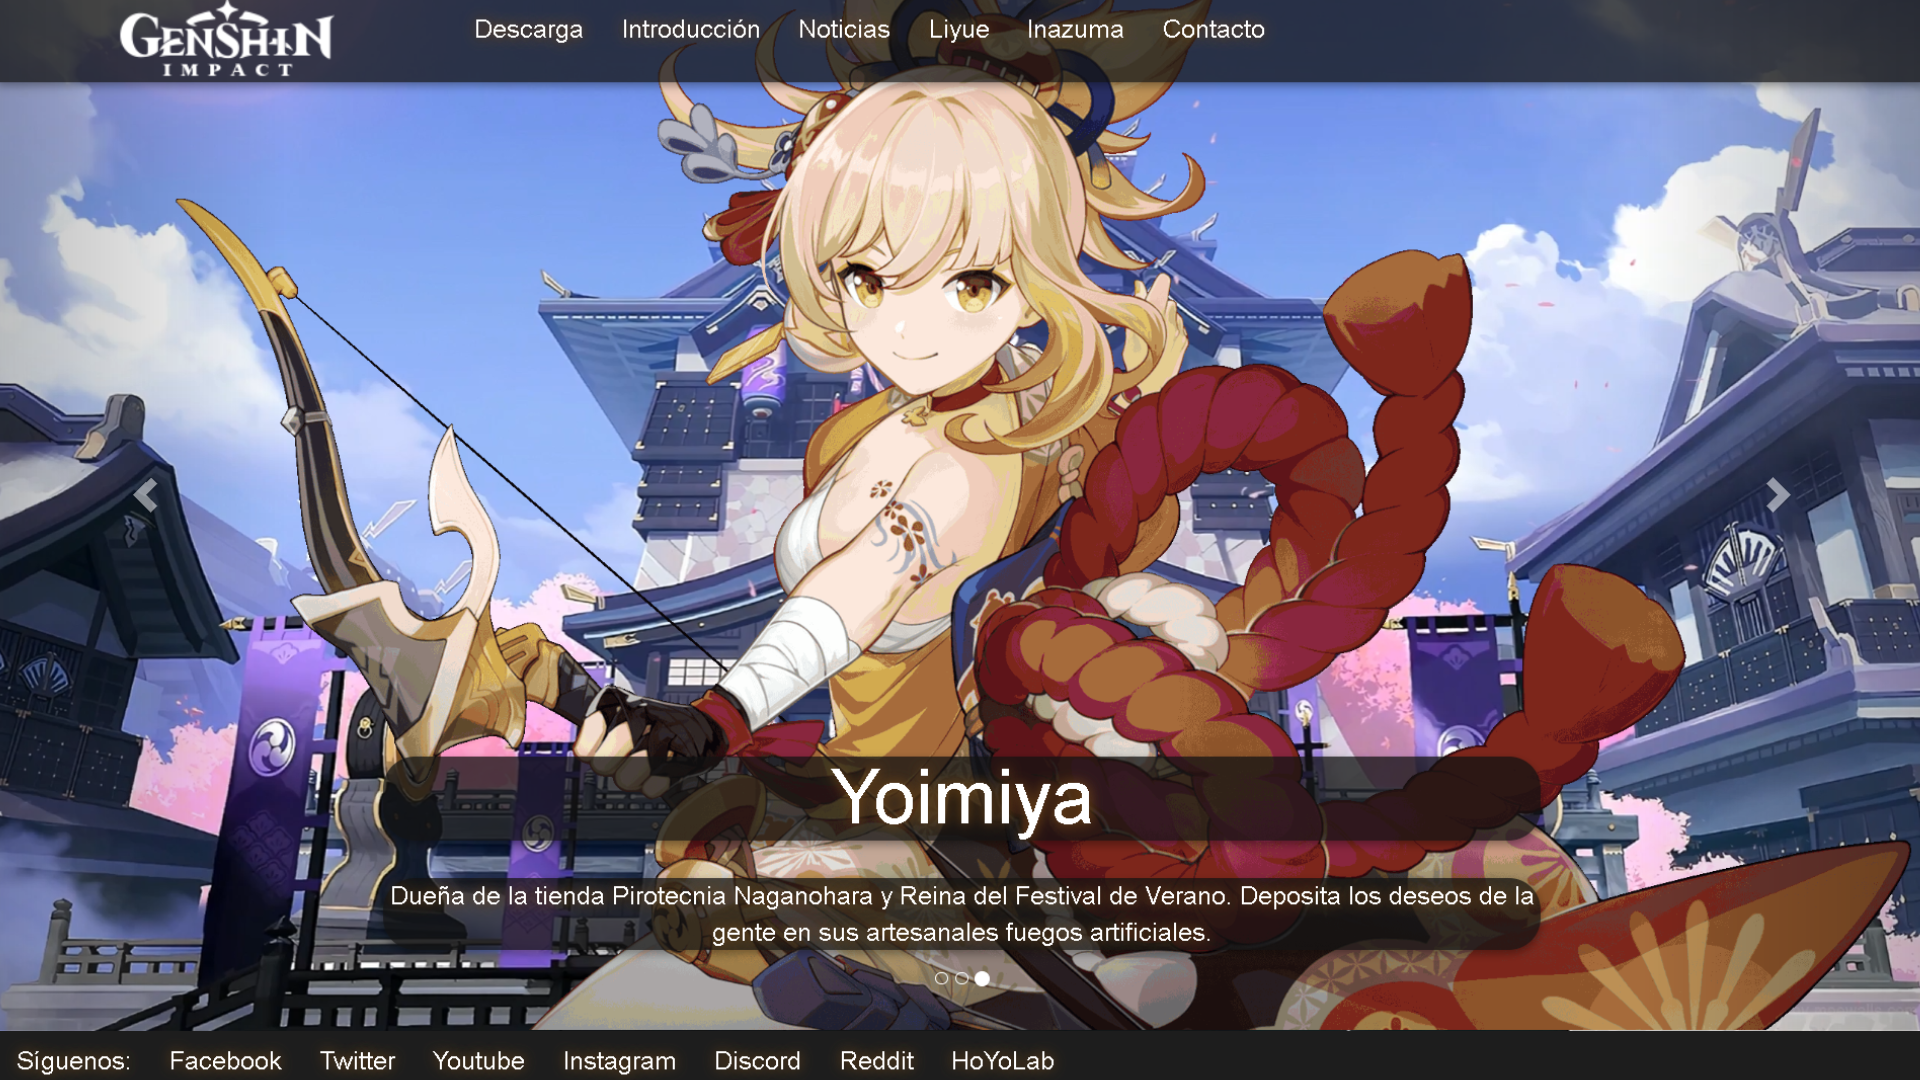 GENSHIN
IMPACT
Descarga Introducción Noticias Liyue Inazuma Contacto
Yoimiya
Dueña de la tienda Pirotecnia Naganohara y Reina del Festival de Verano. Deposita los deseos de la
gente en sus artesanales fuegos artificiales.
Síguenos: Facebook Twitter Youtube Instagram Discord Reddit HoYoLab